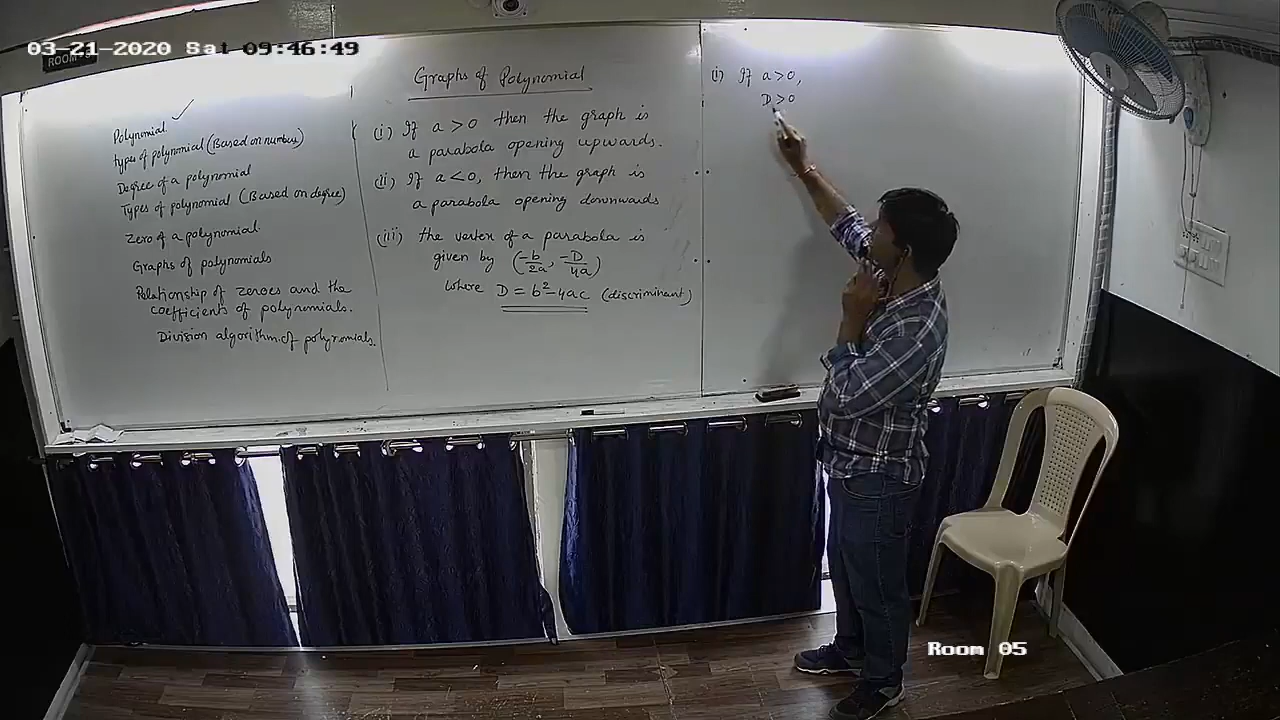 03-21-2020 Sat 09:46:49
ROOM
Polynomial ✓
Types of polynomial (Based on number)
Degree of a polynomial
Types of polynomial (Based on degree)
Zero of a polynomial.
Graphs of polynomials
Relationship of zeroes and the
coefficients of polynomials.
Division algorithm of polynomials.
Graphs of Polynomial
(i) If a > 0 then the graph is
a parabola opening upwards.
(ii) If a < 0, then the graph is
a parabola opening downwards
(iii) the vertex of a parabola is
given by (-b/2a, -D/4a)
where D = b² - 4ac (discriminant)
(i) If a > 0,
D > 0
Room 05